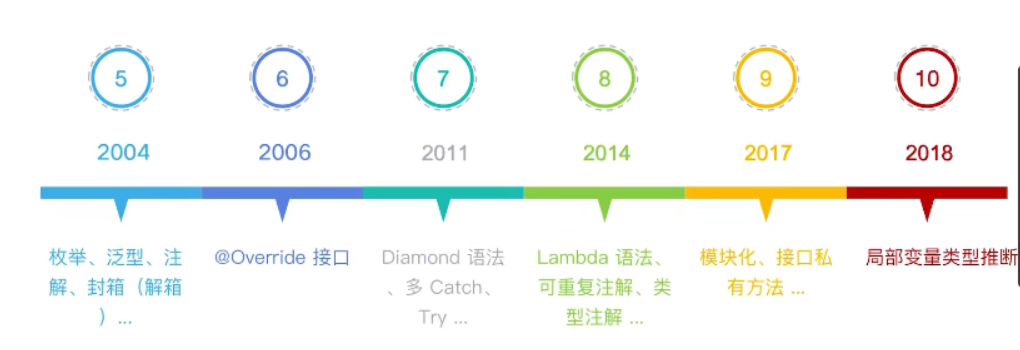 5 6 7 8 9 10
2004 2006 2011 2014 2017 2018
枚举、泛型、注
解、封箱（解箱
）...
@Override 接口
Diamond 语法
、多 Catch、
Try ...
Lambda 语法、
可重复注解、类
型注解 ...
模块化、接口私
有方法 ...
局部变量类型推断